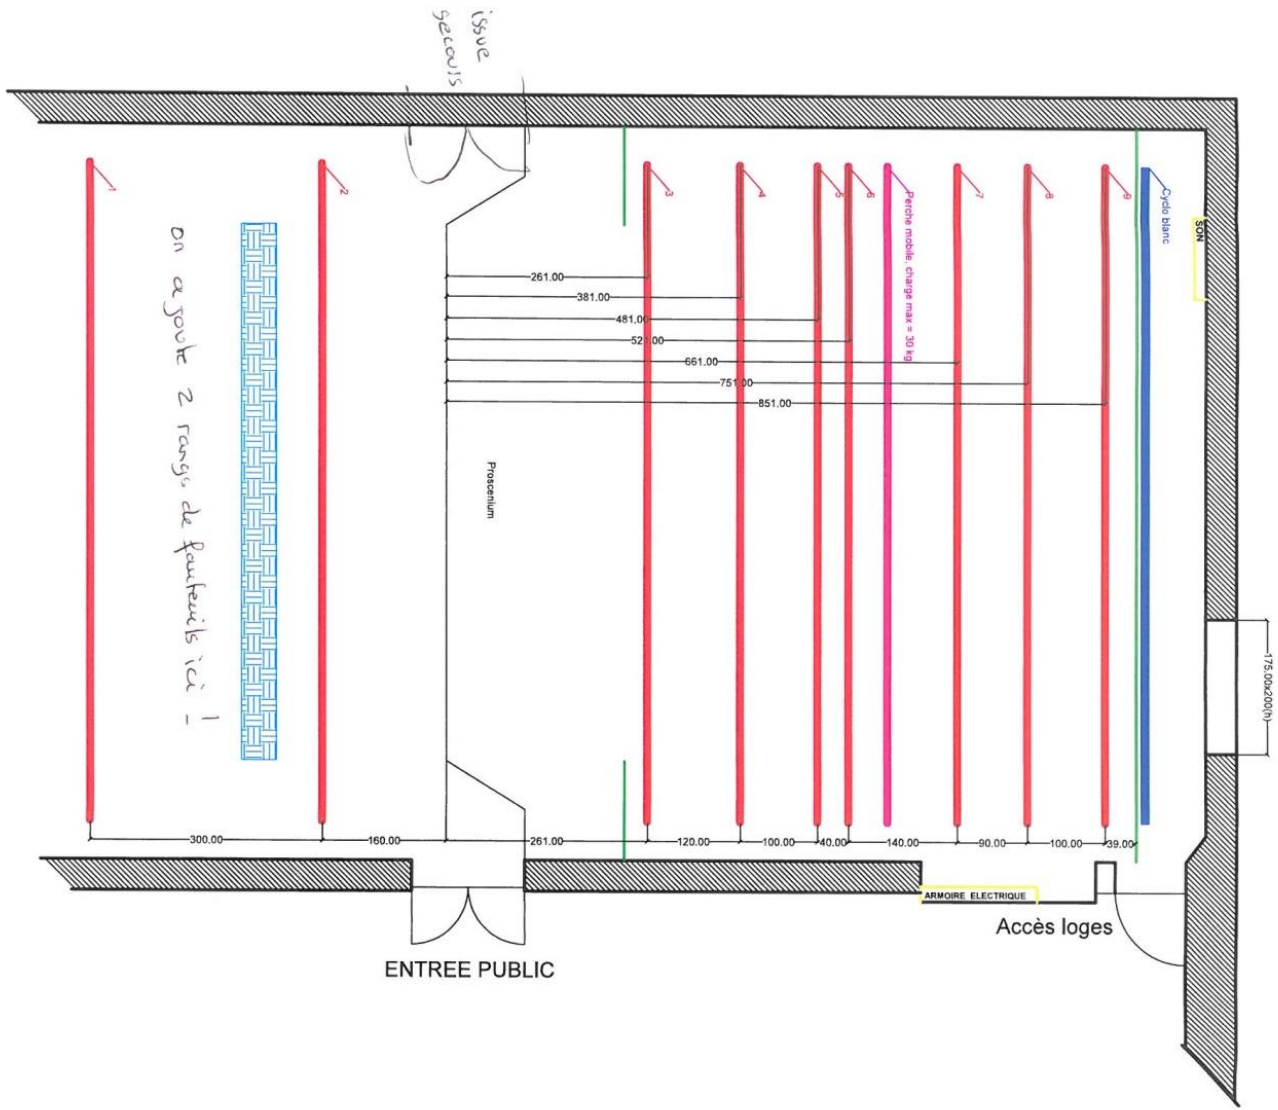 issue
secours
1
2
3
4
5
6
7
8
9
Perche mobile, charge max = 30 kg
Cyclo blanc
SON
on ajoute 2 rangs de fauteuils ici !
261.00
381.00
481.00
521.00
661.00
751.00
851.00
Proscenium
175.00x200(h)
300.00
160.00
261.00
120.00
100.00
40.00
140.00
90.00
100.00
39.00
ARMOIRE ELECTRIQUE
Accès loges
ENTREE PUBLIC